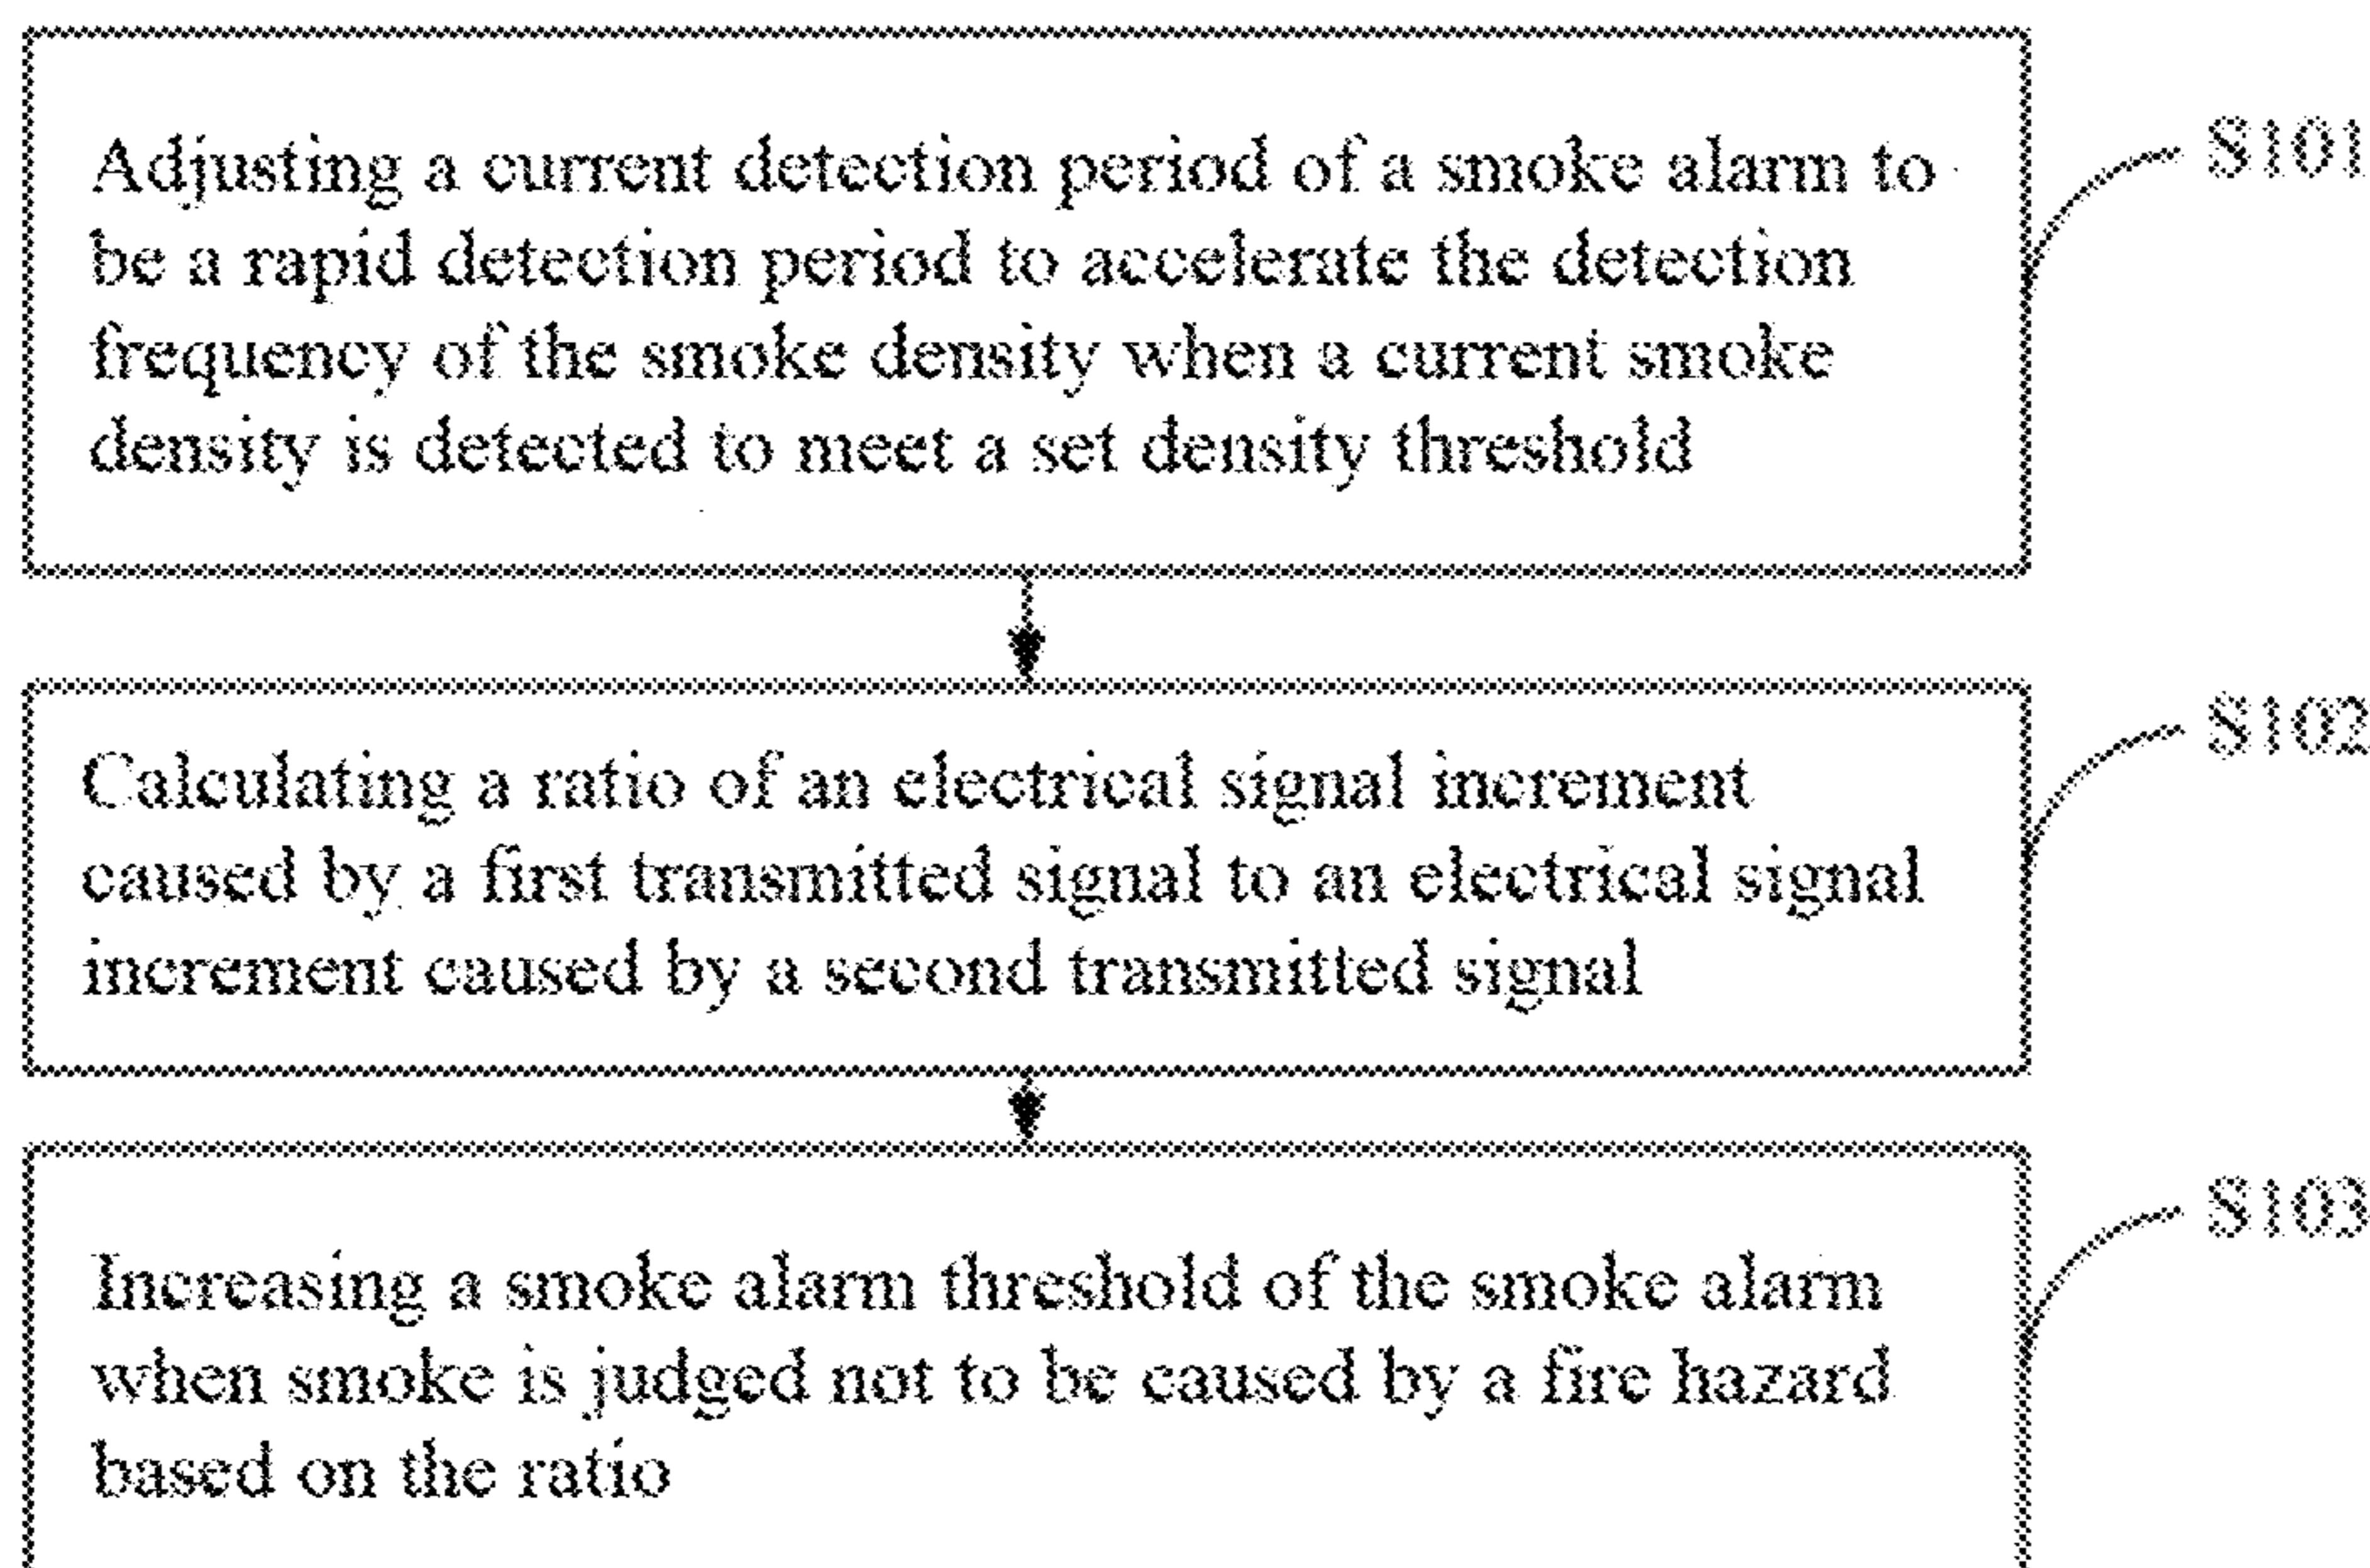 Adjusting a current detection period of a smoke alarm to
be a rapid detection period to accelerate the detection
frequency of the smoke density when a current smoke
density is detected to meet a set density threshold
S101
Calculating a ratio of an electrical signal increment
caused by a first transmitted signal to an electrical signal
increment caused by a second transmitted signal
S102
Increasing a smoke alarm threshold of the smoke alarm
when smoke is judged not to be caused by a fire hazard
based on the ratio
S103